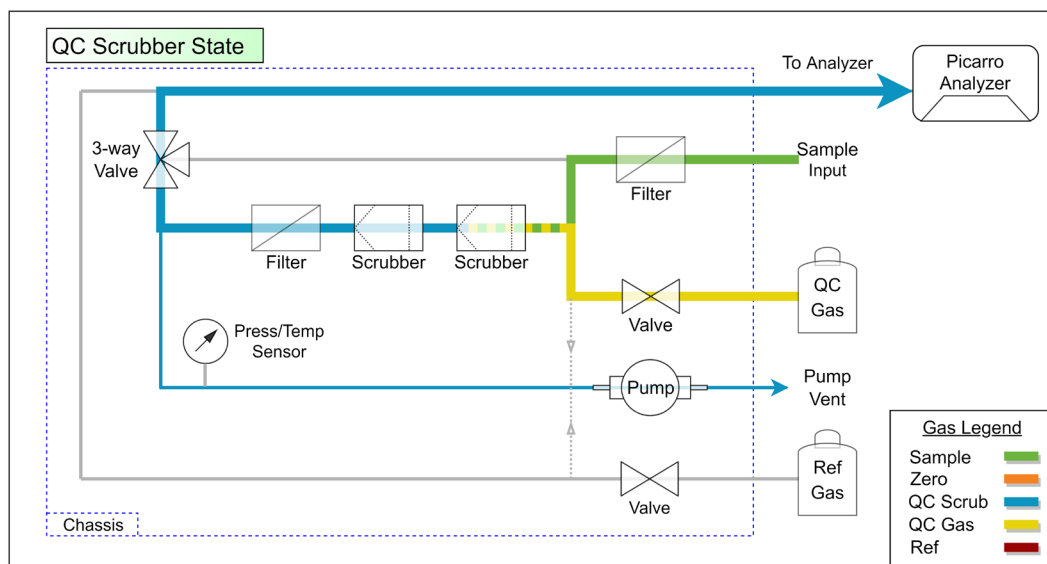 QC Scrubber State
To Analyzer
Picarro
Analyzer
3-way
Valve
Sample
Input
Filter
Filter
Scrubber
Scrubber
QC
Gas
Valve
Press/Temp
Sensor
Pump
Pump
Vent
Ref
Gas
Valve
Chassis
Gas Legend
Sample
Zero
QC Scrub
QC Gas
Ref